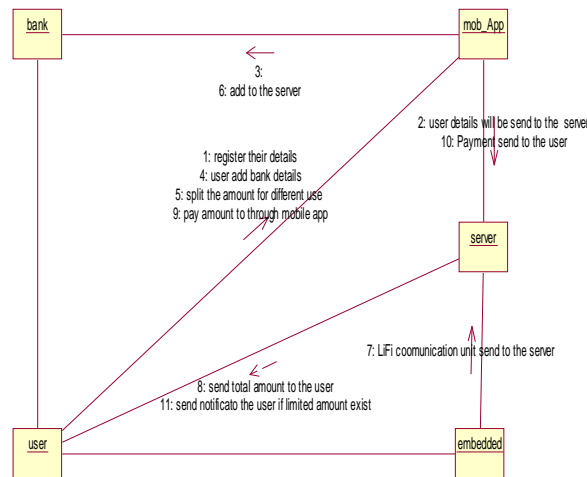 bank
mob_App
3:
6: add to the server
2: user details will be send to the server
10: Payment send to the user
1: register their details
4: user add bank details
5: split the amount for different use
9: pay amount to through mobile app
server
7: LiFi coomunication unit send to the server
8: send total amount to the user
11: send notificato the user if limited amount exist
user
embedded